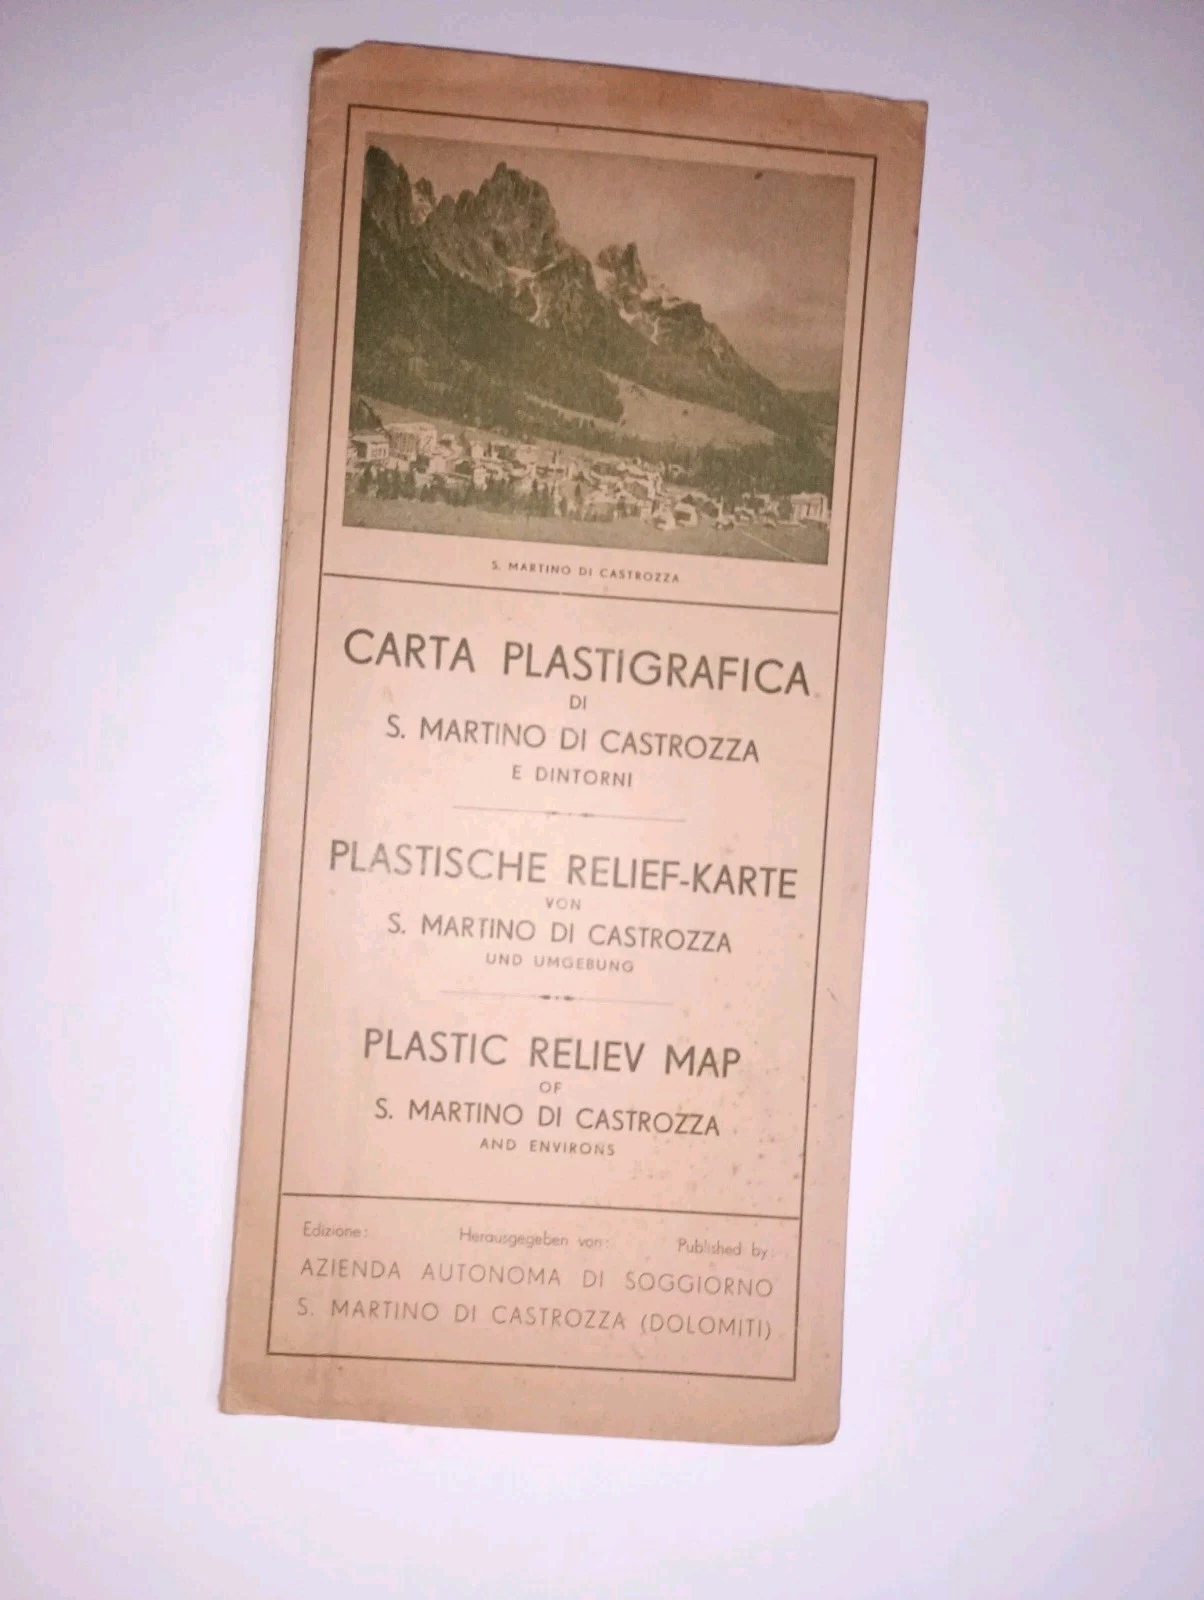 S. MARTINO DI CASTROZZA
CARTA PLASTIGRAFICA
DI
S. MARTINO DI CASTROZZA
E DINTORNI
PLASTISCHE RELIEF-KARTE
VON
S. MARTINO DI CASTROZZA
UND UMGEBUNG
PLASTIC RELIEV MAP
OF
S. MARTINO DI CASTROZZA
AND ENVIRONS
Edizione: Herausgegeben von: Published by:
AZIENDA AUTONOMA DI SOGGIORNO
S. MARTINO DI CASTROZZA (DOLOMITI)